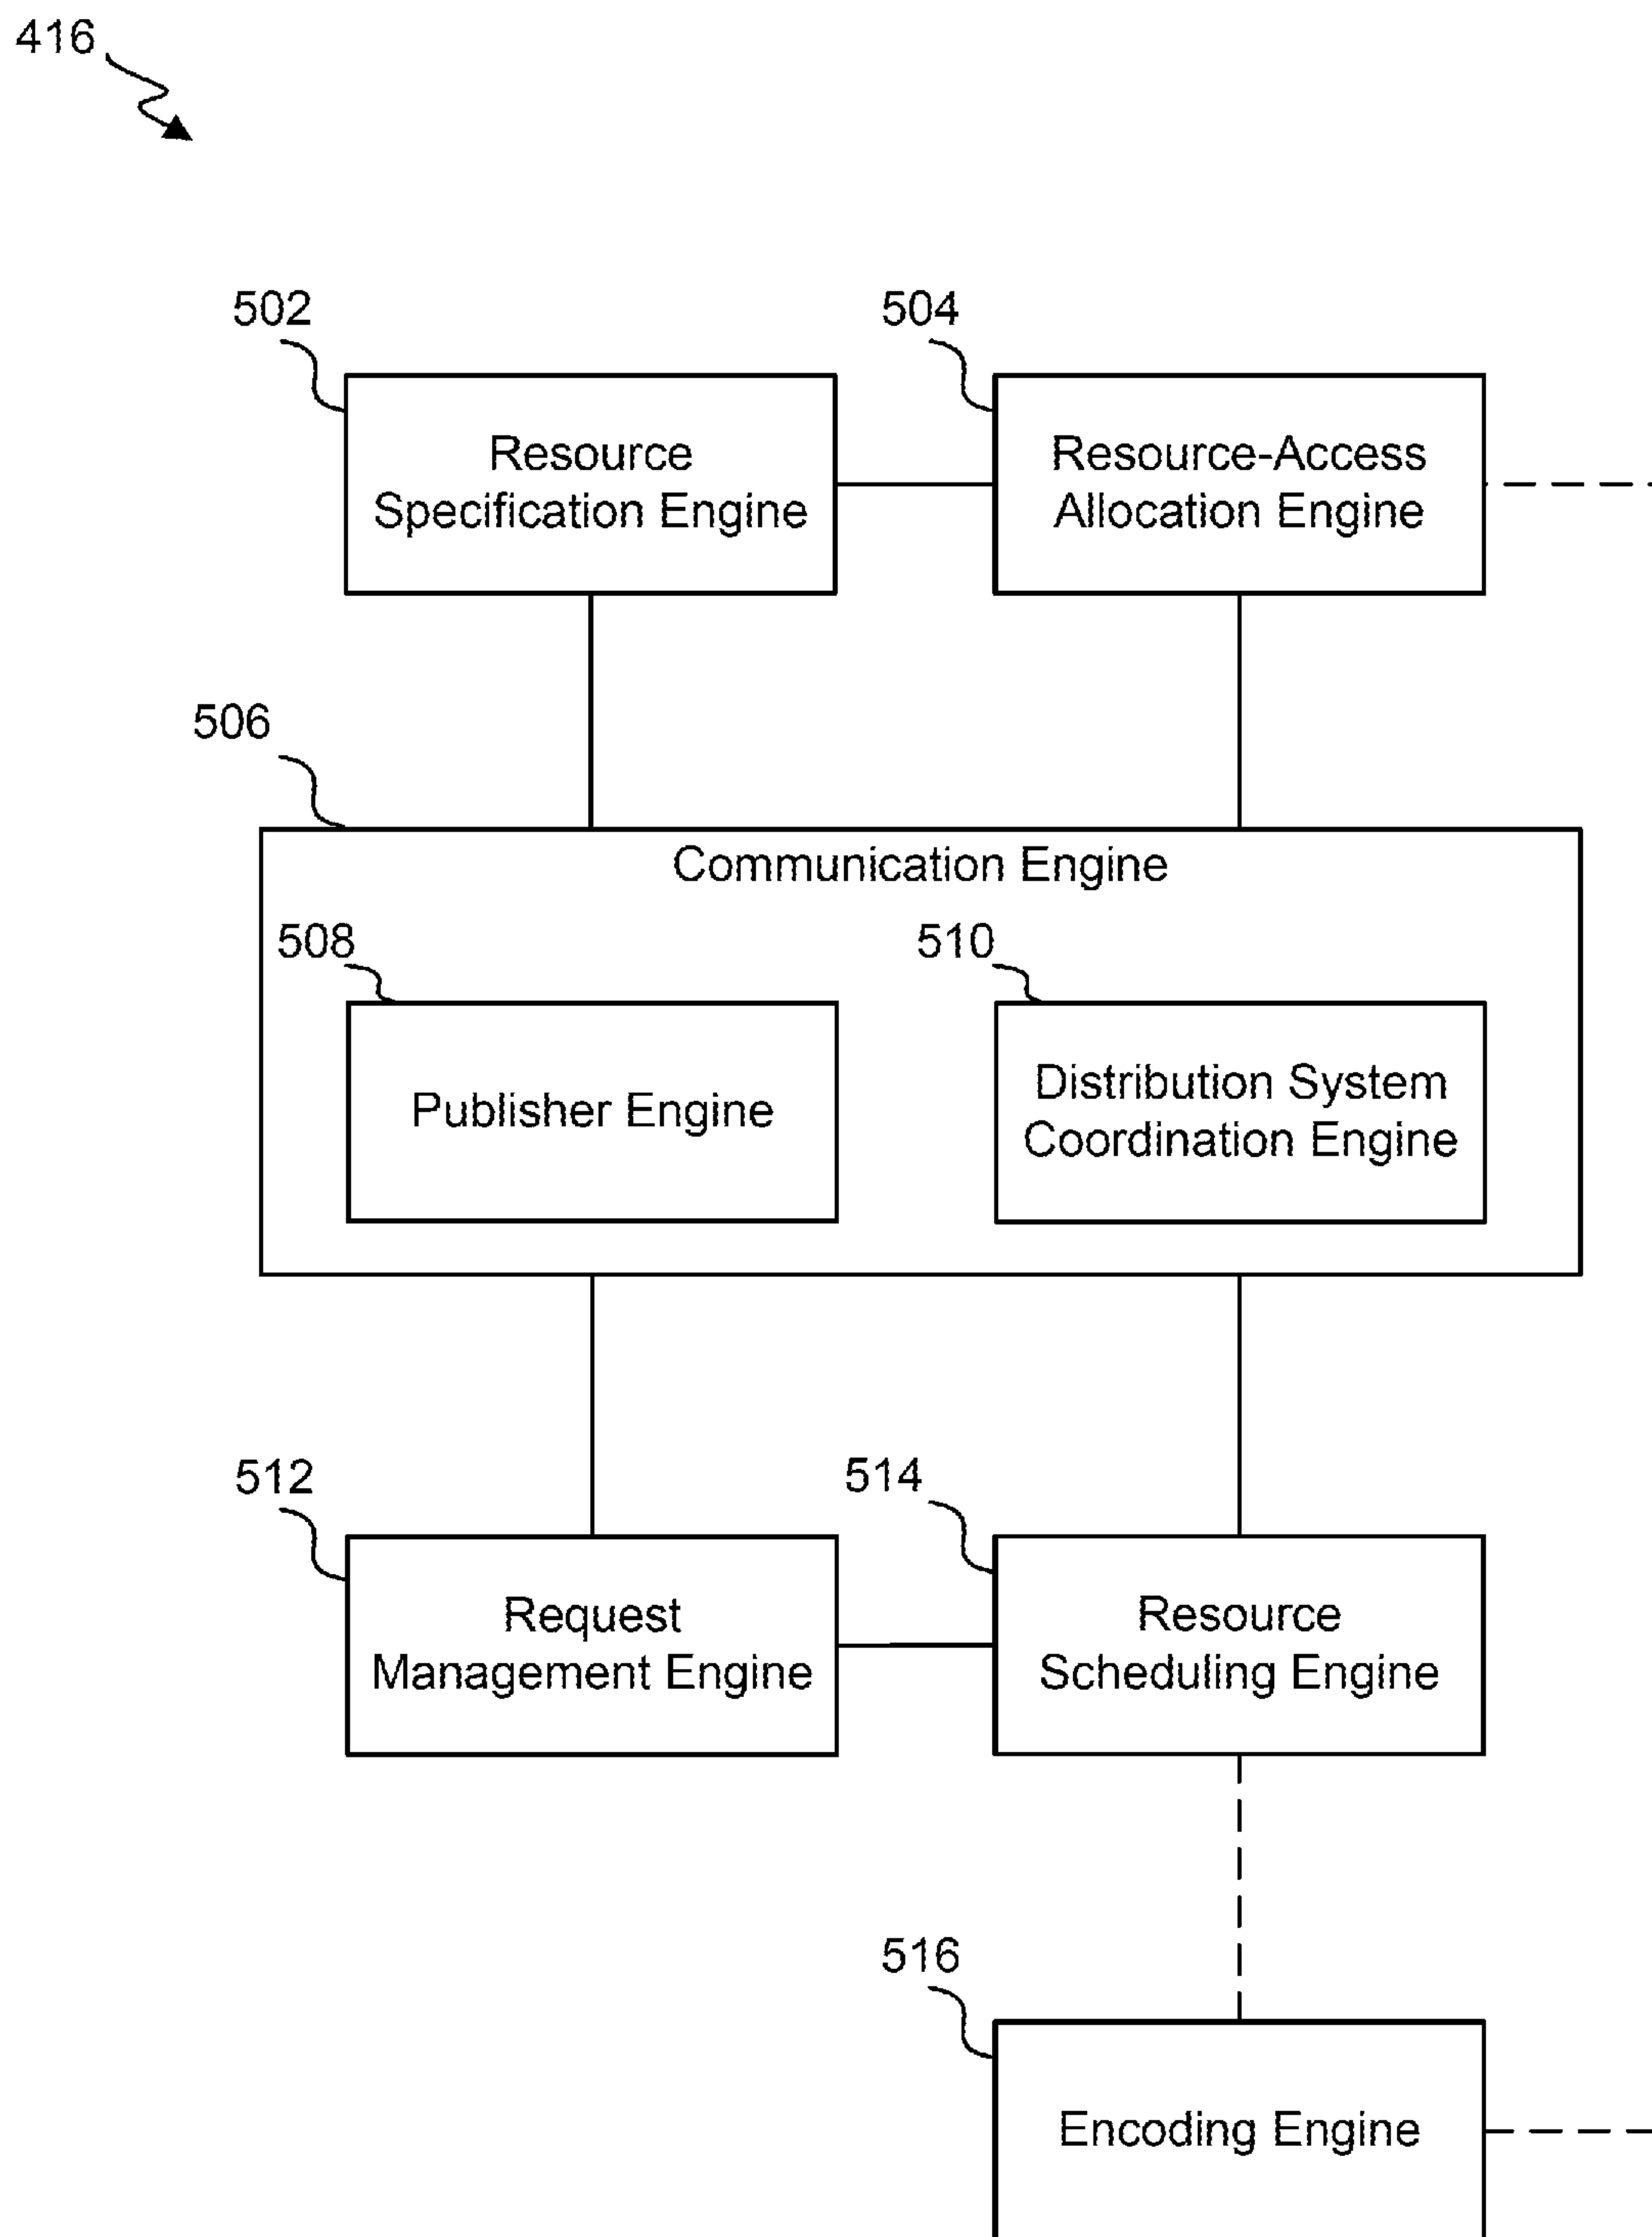 416
502
504
Resource
Specification Engine
Resource-Access
Allocation Engine
506
Communication Engine
508
510
Publisher Engine
Distribution System
Coordination Engine
512
514
Request
Management Engine
Resource
Scheduling Engine
516
Encoding Engine